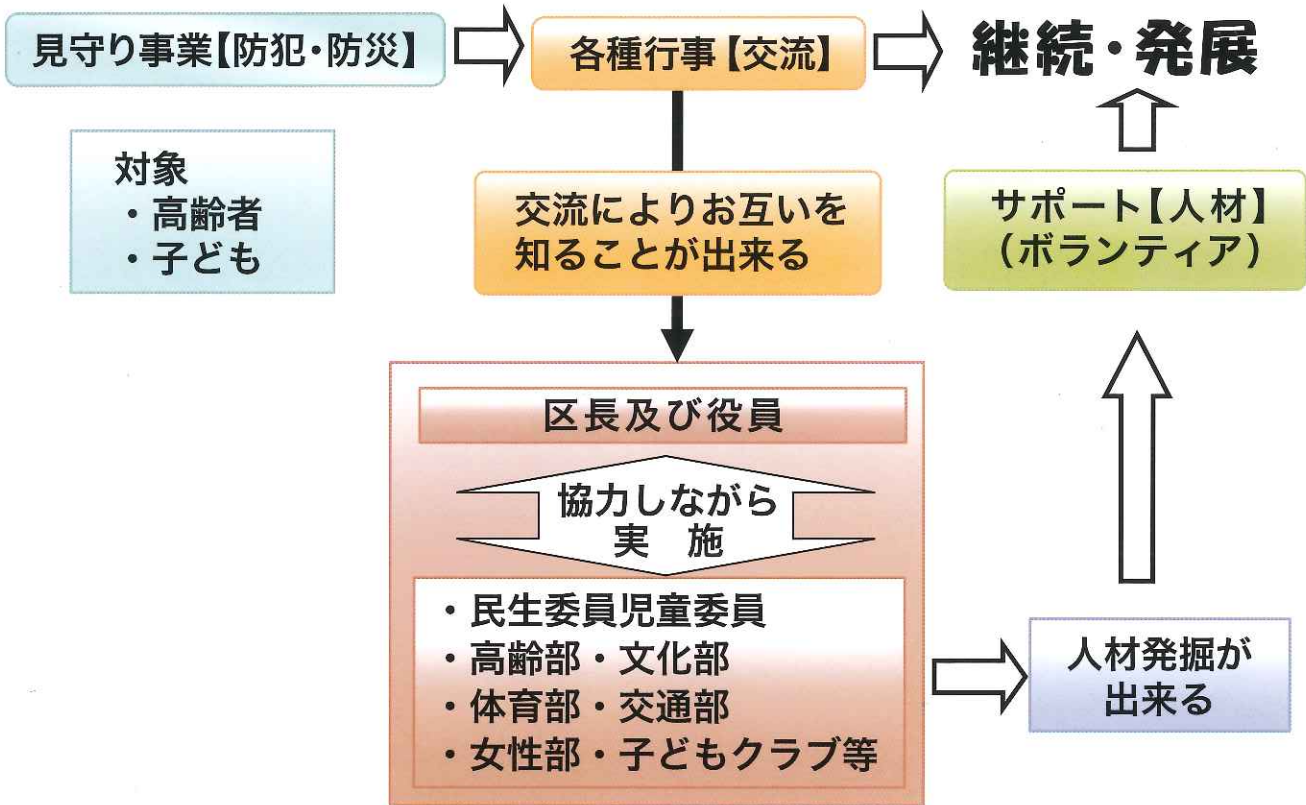 見守り事業【防犯・防災】
各種行事【交流】
継続・発展
対象
・高齢者
・子ども
交流によりお互いを
知ることが出来る
サポート【人材】
(ボランティア)
区長及び役員
協力しながら
実　施
・民生委員児童委員
・高齢部・文化部
・体育部・交通部
・女性部・子どもクラブ等
人材発掘が
出来る